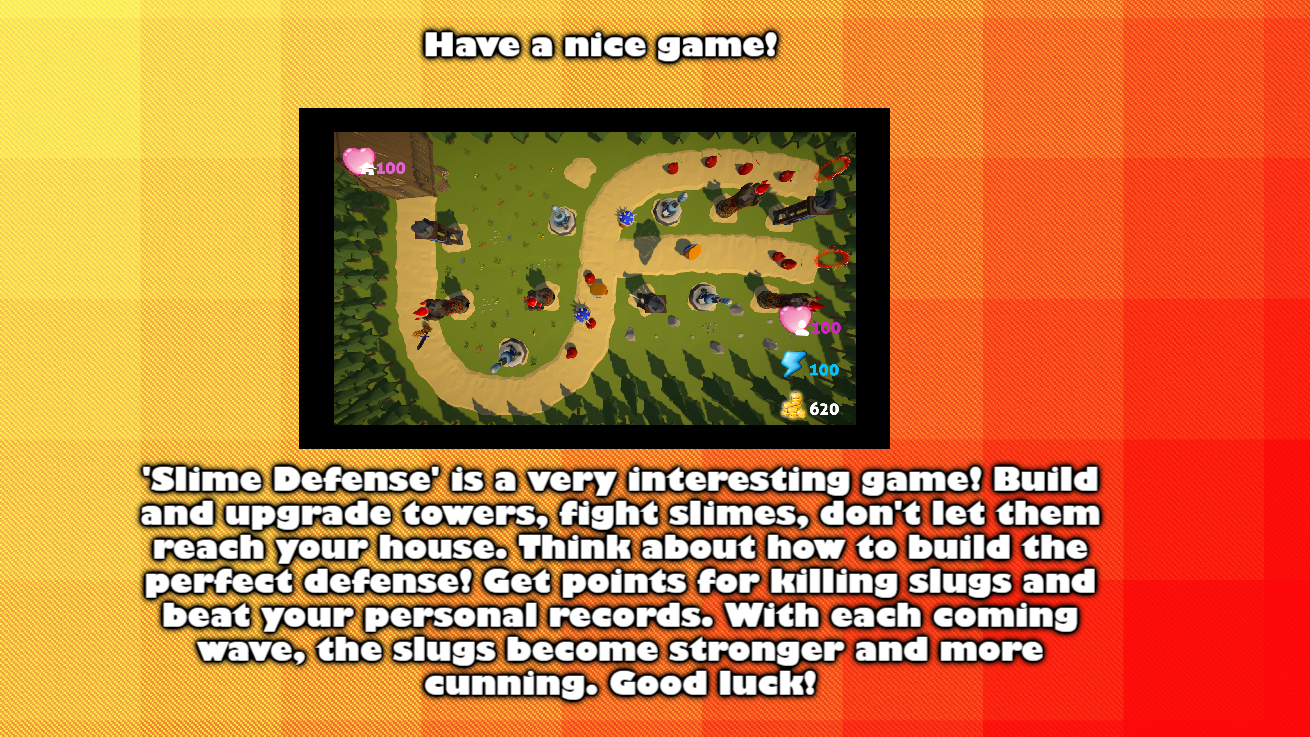 Have a nice game!
100
100
100
620
'Slime Defense' is a very interesting game! Build
and upgrade towers, fight slimes, don't let them
reach your house. Think about how to build the
perfect defense! Get points for killing slugs and
beat your personal records. With each coming
wave, the slugs become stronger and more
cunning. Good luck!